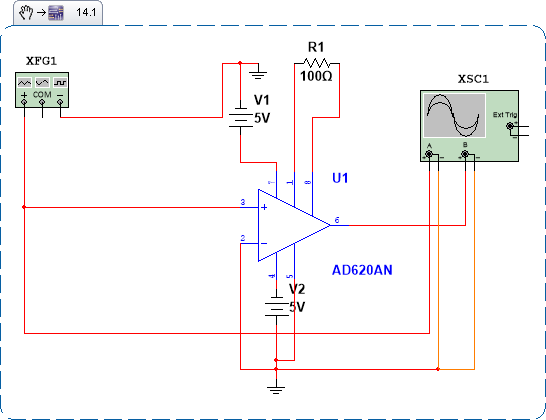 14.1
XFG1
R1
100Ω
V1
5V
XSC1
Ext Trig
COM
A
B
U1
7
1
8
3
6
2
AD620AN
4
5
V2
5V